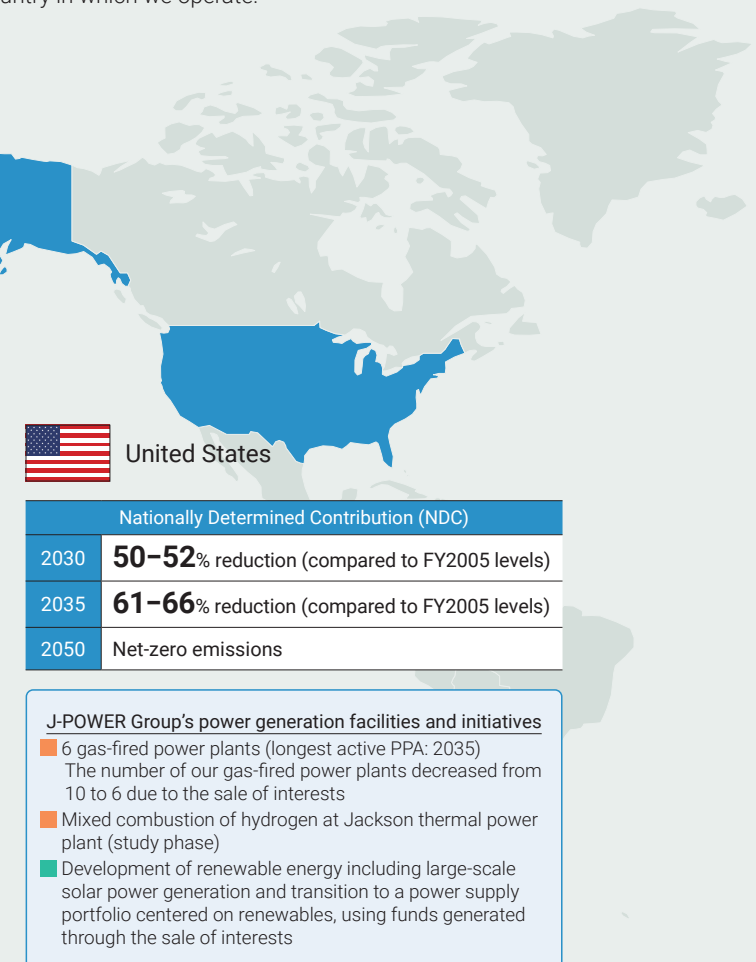 in which we operate.
United States
Nationally Determined Contribution (NDC)
2030 50–52% reduction (compared to FY2005 levels)
2035 61–66% reduction (compared to FY2005 levels)
2050 Net-zero emissions
J-POWER Group's power generation facilities and initiatives
6 gas-fired power plants (longest active PPA: 2035)
The number of our gas-fired power plants decreased from
10 to 6 due to the sale of interests
Mixed combustion of hydrogen at Jackson thermal power
plant (study phase)
Development of renewable energy including large-scale
solar power generation and transition to a power supply
portfolio centered on renewables, using funds generated
through the sale of interests